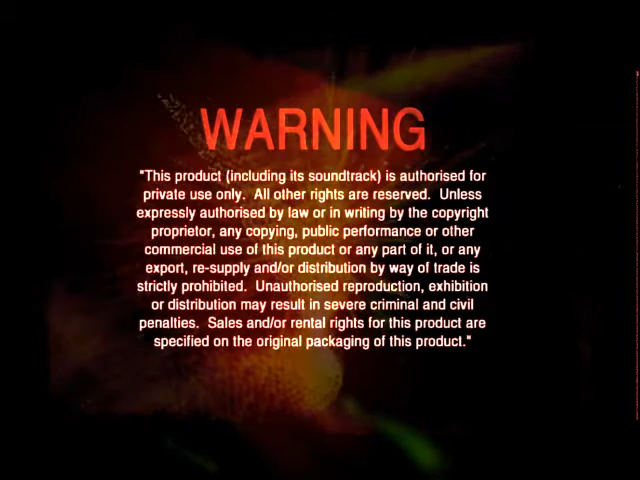 WARNING
"This product (including its soundtrack) is authorised for
private use only.  All other rights are reserved.  Unless
expressly authorised by law or in writing by the copyright
proprietor, any copying, public performance or other
commercial use of this product or any part of it, or any
export, re-supply and/or distribution by way of trade is
strictly prohibited.  Unauthorised reproduction, exhibition
or distribution may result in severe criminal and civil
penalties.  Sales and/or rental rights for this product are
specified on the original packaging of this product."